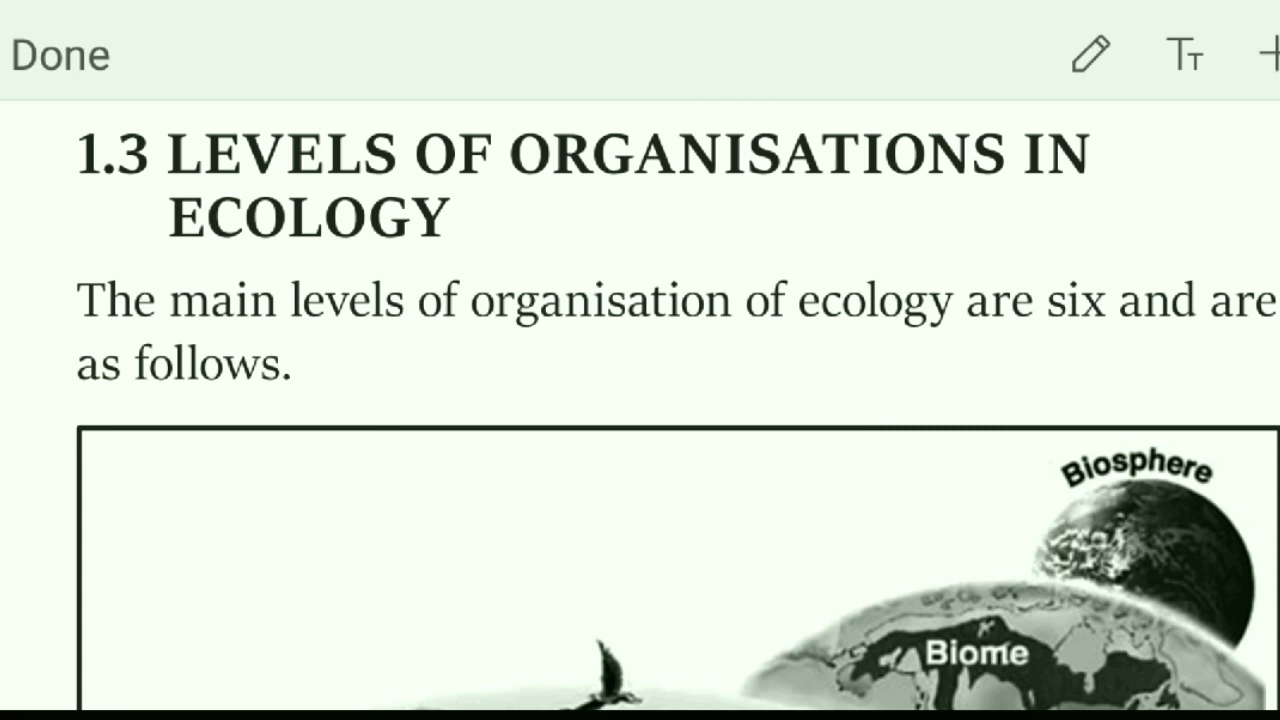 Done
1.3 LEVELS OF ORGANISATIONS IN
ECOLOGY
The main levels of organisation of ecology are six and are
as follows.
Biosphere
Biome